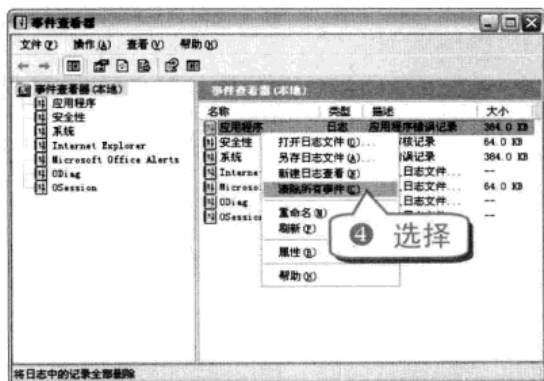 事件查看器
文件(F) 操作(A) 查看(V) 帮助(H)
事件查看器(本地)
应用程序
安全性
系统
Internet Explorer
Microsoft Office Alerts
ODiag
OSession
事件查看器(本地)
名称 类型 描述 大小
应用程序 日志 应用程序错误记录 384.0 KB
安全性 核记录 64.0 KB
系统 误记录 384.0 KB
Interne 日志文件... --
Microso 日志文件... 64.0 KB
ODiag 日志文件... --
OSession --
打开日志文件(O)...
另存日志文件(A)...
新建日志查看(N)
清除所有事件(C)
重命名(M)
刷新(F)
属性(R)
帮助(H)
4 选择
将日志中的记录全部删除